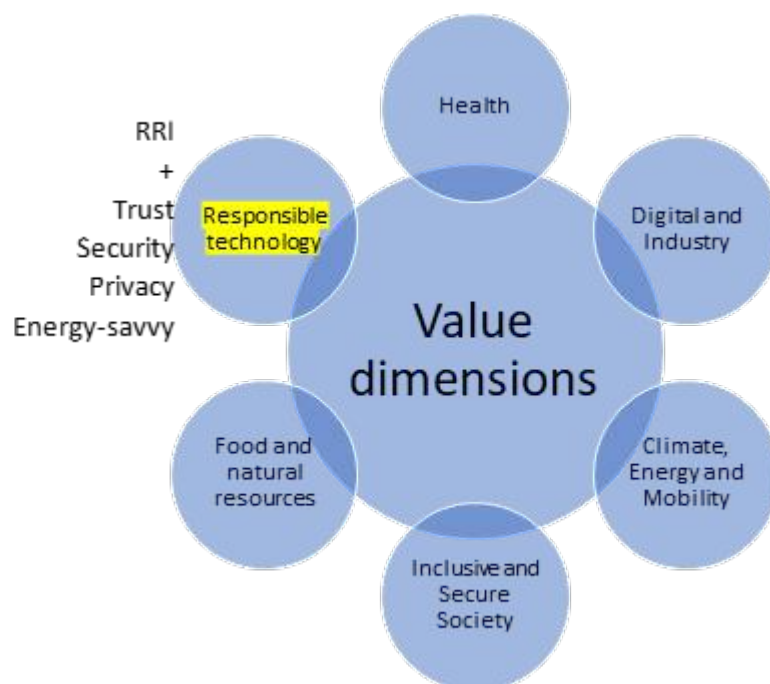 Health
RRI
+
Trust
Security
Privacy
Energy-savvy
Responsible
technology
Digital and
Industry
Value
dimensions
Food and
natural
resources
Climate,
Energy and
Mobility
Inclusive and
Secure
Society